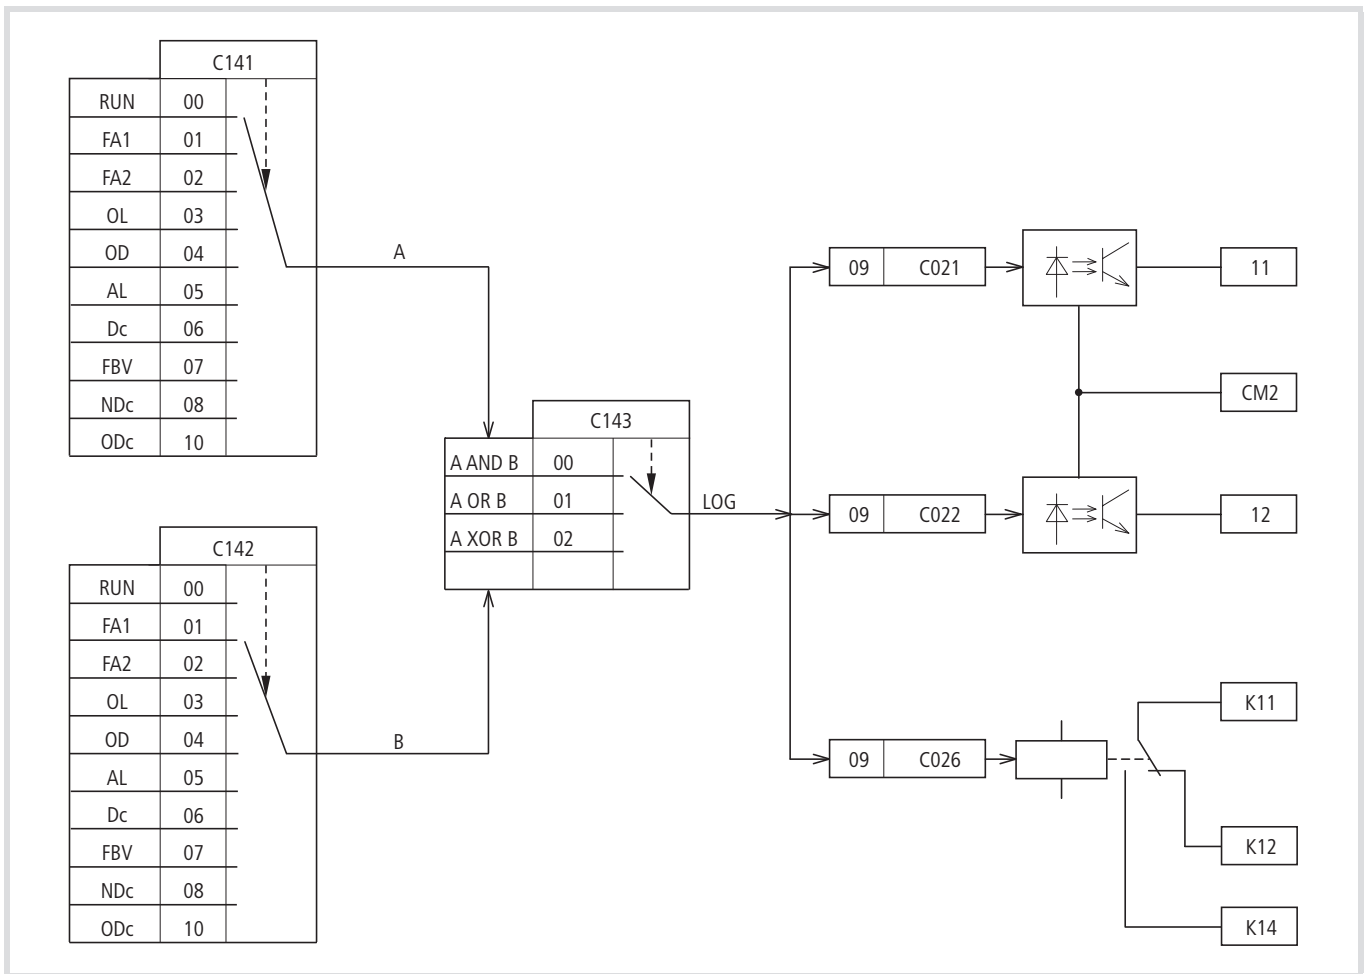 C141
RUN 00
FA1 01
FA2 02
OL 03
OD 04
AL 05
Dc 06
FBV 07
NDc 08
ODc 10
A
C142
RUN 00
FA1 01
FA2 02
OL 03
OD 04
AL 05
Dc 06
FBV 07
NDc 08
ODc 10
B
C143
A AND B 00
A OR B 01
A XOR B 02
LOG
09 C021
11
CM2
09 C022
12
09 C026
K11
K12
K14